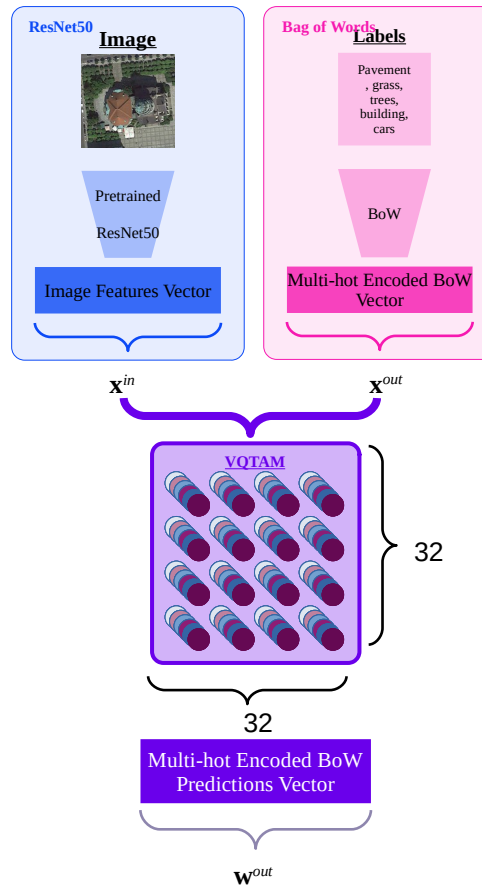 ResNet50
Image
Pretrained
ResNet50
Image Features Vector
x^in
Bag of Words
Labels
Pavement
, grass,
trees,
building,
cars
BoW
Multi-hot Encoded BoW
Vector
x^out
VQTAM
32
32
Multi-hot Encoded BoW
Predictions Vector
w^out